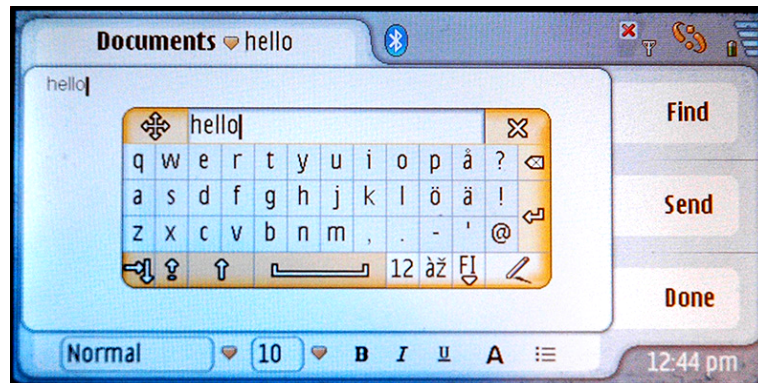 Documents hello
hello
hello
q w e r t y u i o p å ?
a s d f g h j k l ö ä !
z x c v b n m , . - ' @
12 àž FI
Find
Send
Done
Normal 10 B I U A
12:44 pm